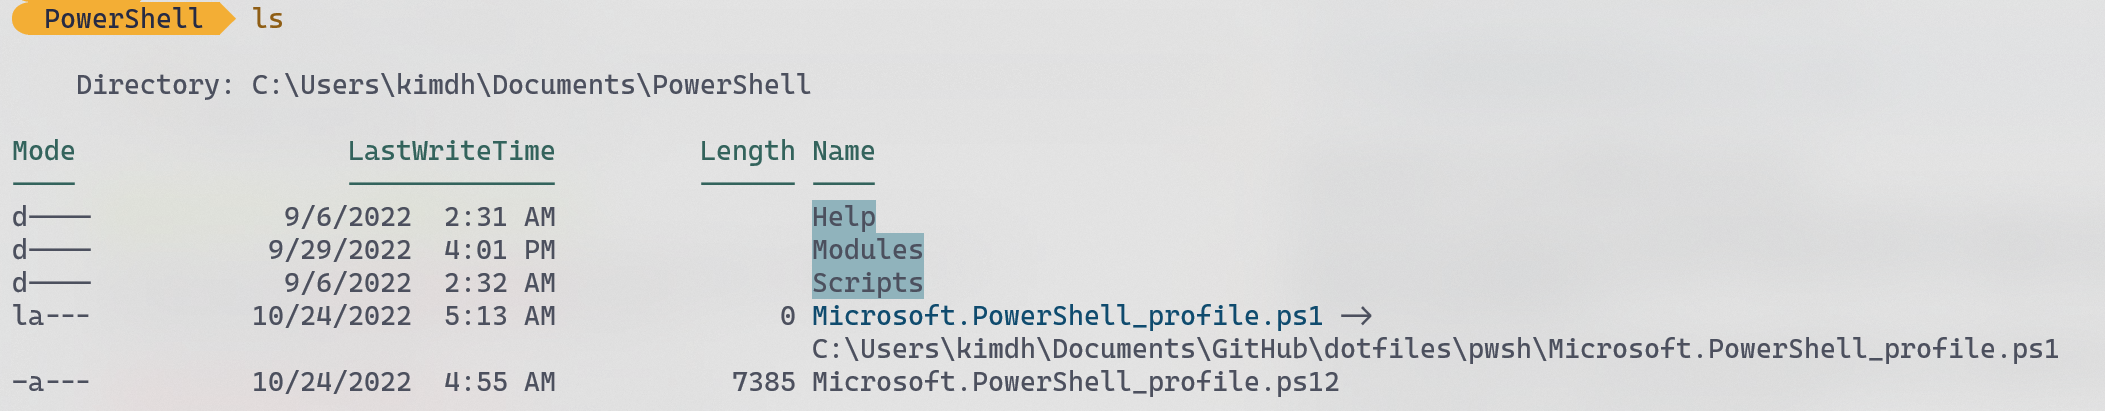 PowerShell ls
Directory: C:\Users\kimdh\Documents\PowerShell
Mode LastWriteTime Length Name
---- ------------- ------ ----
d---- 9/6/2022 2:31 AM Help
d---- 9/29/2022 4:01 PM Modules
d---- 9/6/2022 2:32 AM Scripts
la--- 10/24/2022 5:13 AM 0 Microsoft.PowerShell_profile.ps1 ->
C:\Users\kimdh\Documents\GitHub\dotfiles\pwsh\Microsoft.PowerShell_profile.ps1
-a--- 10/24/2022 4:55 AM 7385 Microsoft.PowerShell_profile.ps12